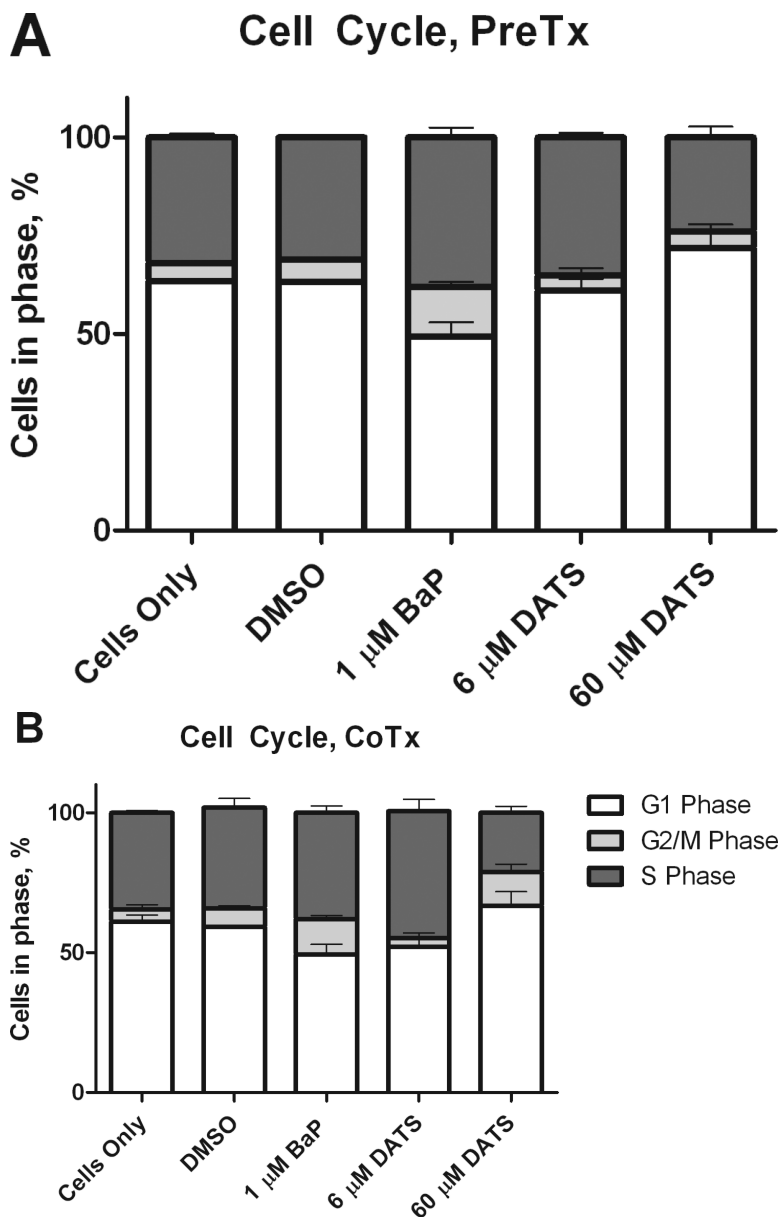 A
Cell Cycle, PreTx
Cells in phase, %
100
50
0
Cells Only
DMSO
1 μM BaP
6 μM DATS
60 μM DATS
B
Cell Cycle, CoTx
Cells in phase, %
100
50
0
Cells Only
DMSO
1 μM BaP
6 μM DATS
60 μM DATS
G1 Phase
G2/M Phase
S Phase